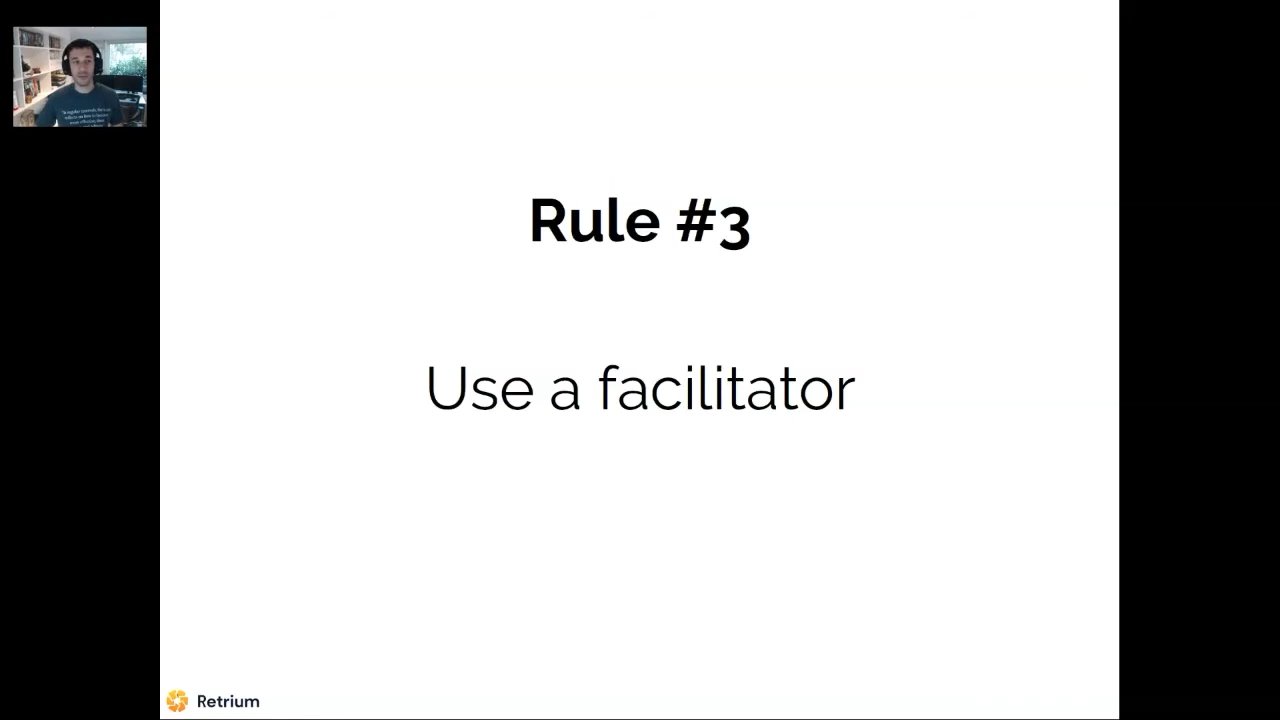 Rule #3
Use a facilitator
Retrium